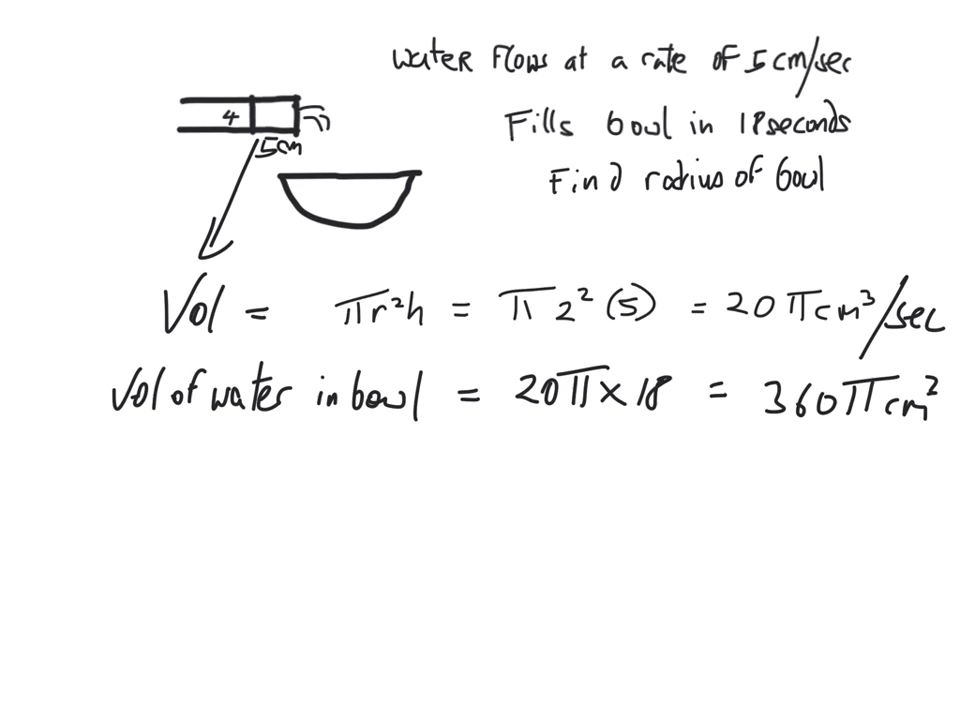 Water Flows at a rate of 5cm/sec
Fills bowl in 18seconds
Find radius of bowl
4
5cm
Vol = πr²h = π 2² (5) = 20πcm³/sec
Vol of water in bowl = 20π×18 = 360πcm²